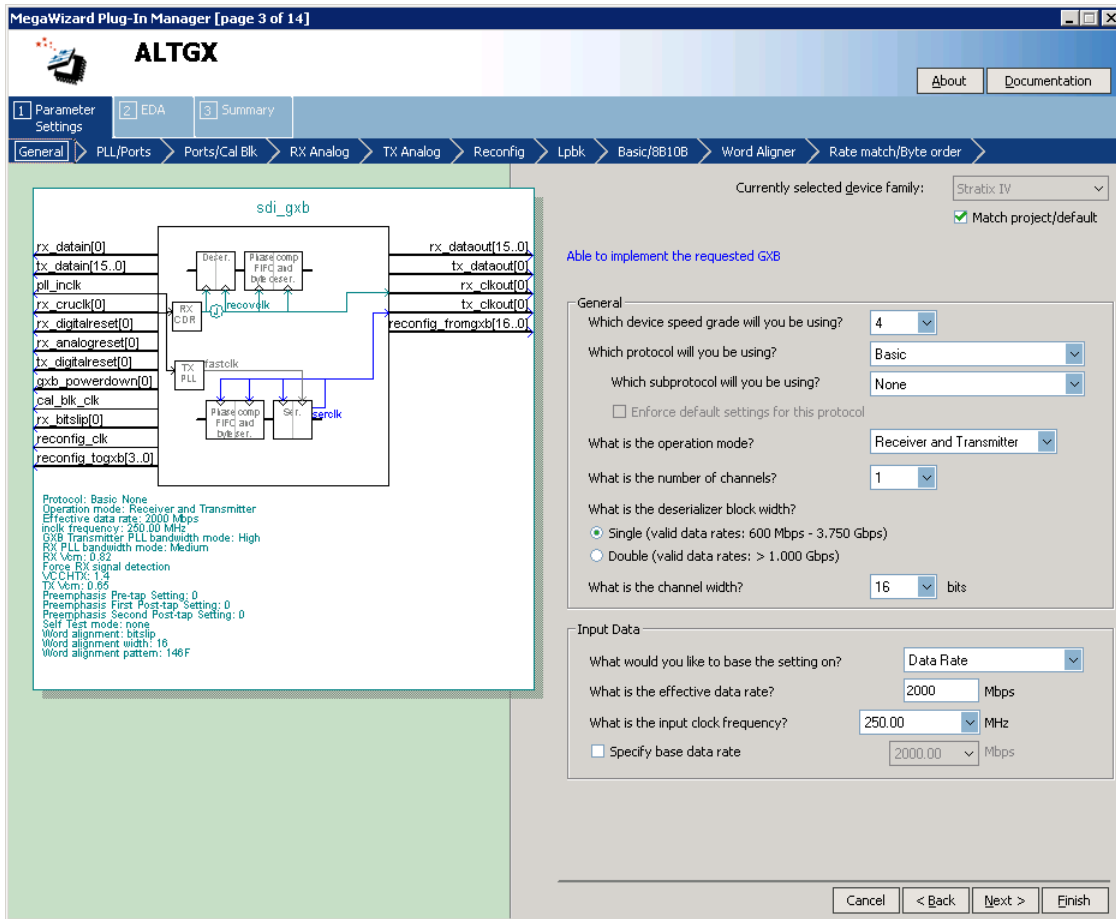 MegaWizard Plug-In Manager [page 3 of 14]
ALTGX
About
Documentation
1 Parameter Settings
2 EDA
3 Summary
General
PLL/Ports
Ports/Cal Blk
RX Analog
TX Analog
Reconfig
Lpbk
Basic/8B10B
Word Aligner
Rate match/Byte order
sdi_gxb
rx_datain[0]
tx_datain[15..0]
pll_inclk
rx_cruclk[0]
rx_digitalreset[0]
rx_analogreset[0]
tx_digitalreset[0]
gxb_powerdown[0]
cal_blk_clk
rx_bitslip[0]
reconfig_clk
reconfig_togxb[3..0]
Deser.
Phase comp
FIFC and
byte deser.
RX
CDR
recovclk
TX
PLL
fastclk
Phase comp
FIFC and
byte ser.
Ser.
serclk
rx_dataout[15..0]
tx_dataout[0]
rx_clkout[0]
tx_clkout[0]
reconfig_fromgxb[16..0]
Protocol: Basic None
Operation mode: Receiver and Transmitter
Effective data rate: 2000 Mbps
inclk frequency: 250.00 MHz
GXB Transmitter PLL bandwidth mode: High
RX PLL bandwidth mode: Medium
RX Vcm: 0.82
Force RX signal detection
VCCHTX: 1.4
TX Vcm: 0.65
Preemphasis Pre-tap Setting: 0
Preemphasis First Post-tap Setting: 0
Preemphasis Second Post-tap Setting: 0
Self Test mode: none
Word alignment: bitslip
Word alignment width: 16
Word alignment pattern: 146F
Currently selected device family: Stratix IV
Match project/default
Able to implement the requested GXB
General
Which device speed grade will you be using? 4
Which protocol will you be using? Basic
Which subprotocol will you be using? None
Enforce default settings for this protocol
What is the operation mode? Receiver and Transmitter
What is the number of channels? 1
What is the deserializer block width?
Single (valid data rates: 600 Mbps - 3.750 Gbps)
Double (valid data rates: > 1.000 Gbps)
What is the channel width? 16 bits
Input Data
What would you like to base the setting on? Data Rate
What is the effective data rate? 2000 Mbps
What is the input clock frequency? 250.00 MHz
Specify base data rate 2000.00 Mbps
Cancel
< Back
Next >
Finish